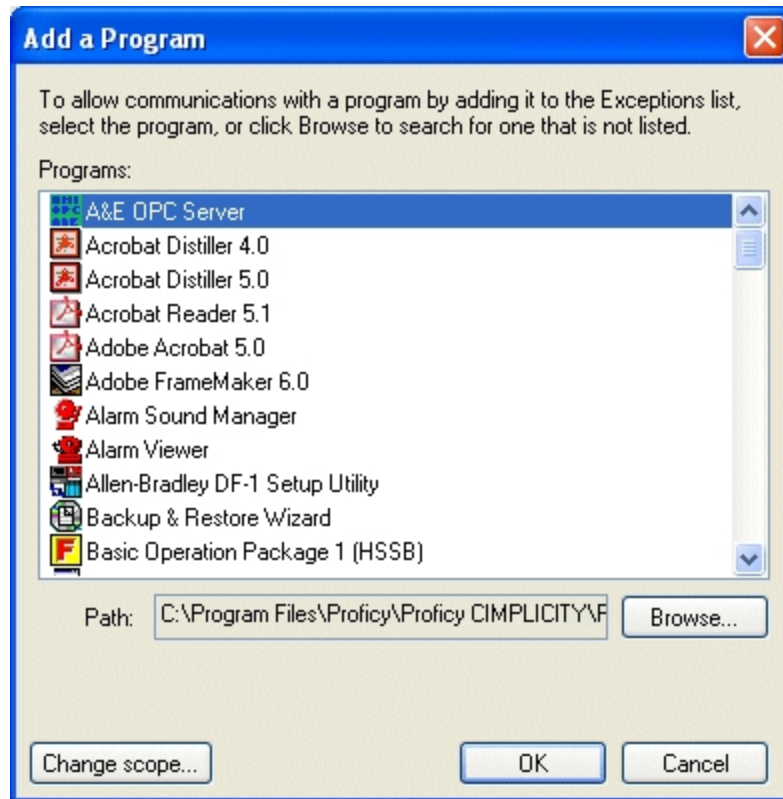 Add a Program
To allow communications with a program by adding it to the Exceptions list,
select the program, or click Browse to search for one that is not listed.
Programs:
A&E OPC Server
Acrobat Distiller 4.0
Acrobat Distiller 5.0
Acrobat Reader 5.1
Adobe Acrobat 5.0
Adobe FrameMaker 6.0
Alarm Sound Manager
Alarm Viewer
Allen-Bradley DF-1 Setup Utility
Backup & Restore Wizard
Basic Operation Package 1 (HSSB)
Path: C:\Program Files\Proficy\Proficy CIMPLICITY\ Browse...
Change scope... OK Cancel